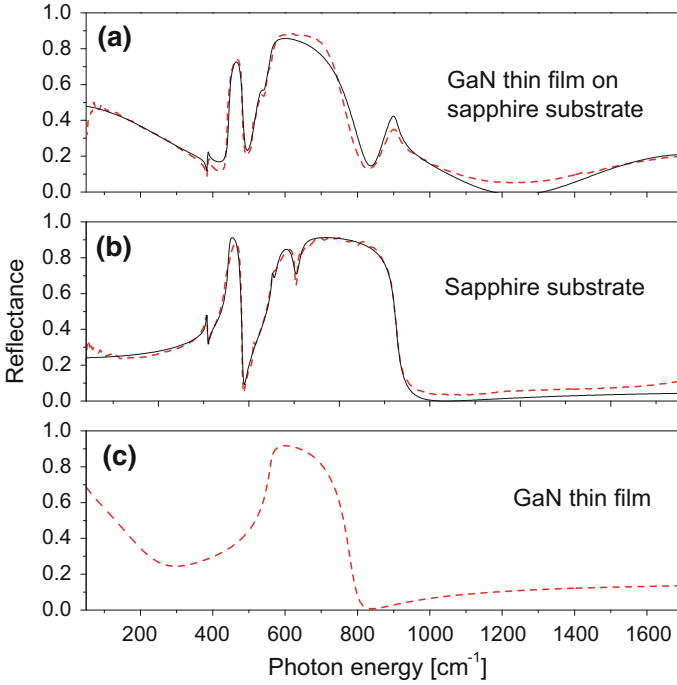 (a)
GaN thin film on
sapphire substrate
1.0
0.8
0.6
0.4
0.2
0.0
(b)
Sapphire substrate
1.0
0.8
0.6
0.4
0.2
0.0
Reflectance
(c)
GaN thin film
1.0
0.8
0.6
0.4
0.2
0.0
200 400 600 800 1000 1200 1400 1600
Photon energy [cm-1]